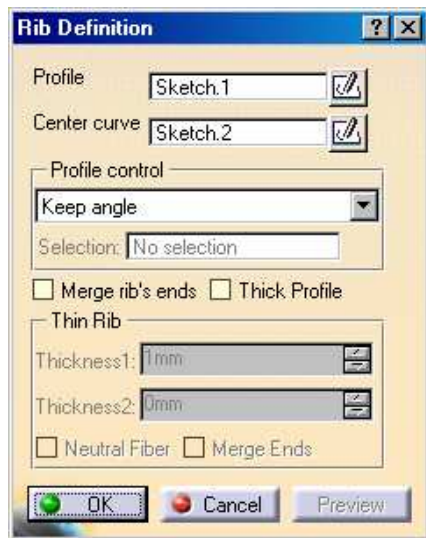 Rib Definition
Profile Sketch.1
Center curve Sketch.2
Profile control
Keep angle
Selection: No selection
Merge rib's ends Thick Profile
Thin Rib
Thickness1: 1mm
Thickness2: 0mm
Neutral Fiber Merge Ends
OK Cancel Preview